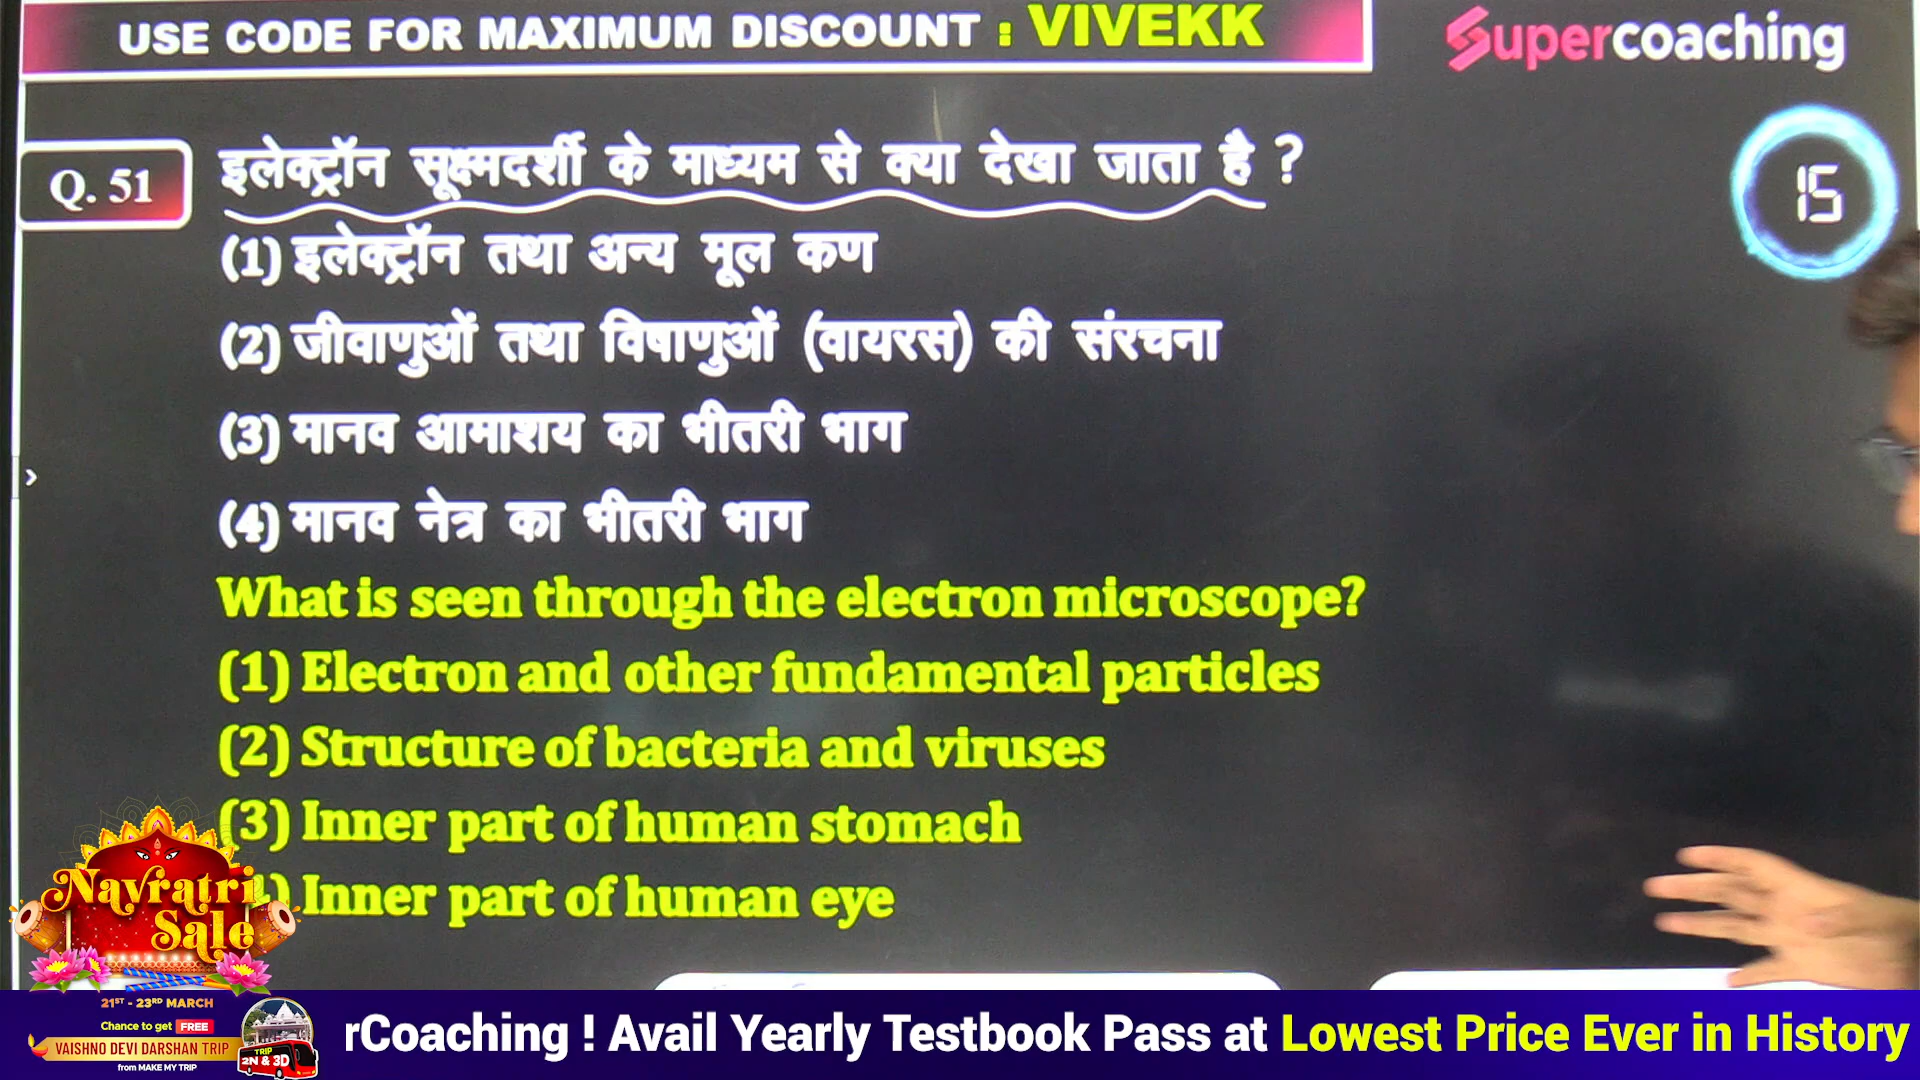 USE CODE FOR MAXIMUM DISCOUNT : VIVEKK
Supercoaching
15
Q. 51
इलेक्ट्रॉन सूक्ष्मदर्शी के माध्यम से क्या देखा जाता है ?
(1) इलेक्ट्रॉन तथा अन्य मूल कण
(2) जीवाणुओं तथा विषाणुओं (वायरस) की संरचना
(3) मानव आमाशय का भीतरी भाग
(4) मानव नेत्र का भीतरी भाग
What is seen through the electron microscope?
(1) Electron and other fundamental particles
(2) Structure of bacteria and viruses
(3) Inner part of human stomach
) Inner part of human eye
Navratri
Sale
21ST - 23RD MARCH
Chance to get FREE
VAISHNO DEVI DARSHAN TRIP
from MAKE MY TRIP
TRIP
2N & 3D
rCoaching ! Avail Yearly Testbook Pass at Lowest Price Ever in History